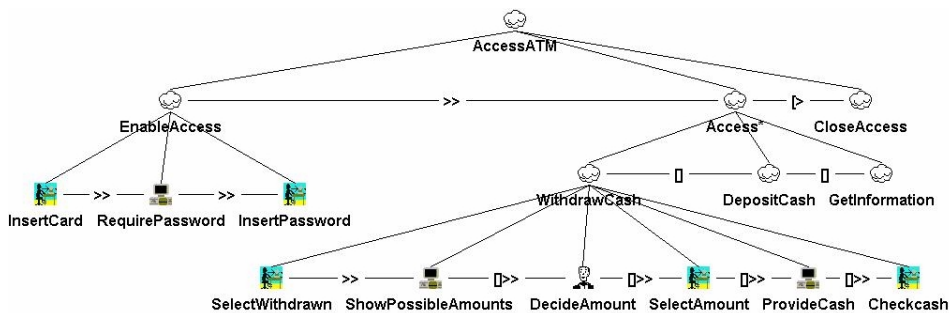 AccessATM
>> [>
EnableAccess Access* CloseAccess
>> >> [] []
InsertCard RequirePassword InsertPassword WithdrawCash DepositCash GetInformation
>> []>> []>> []>> []>>
SelectWithdrawn ShowPossibleAmounts DecideAmount SelectAmount ProvideCash Checkcash